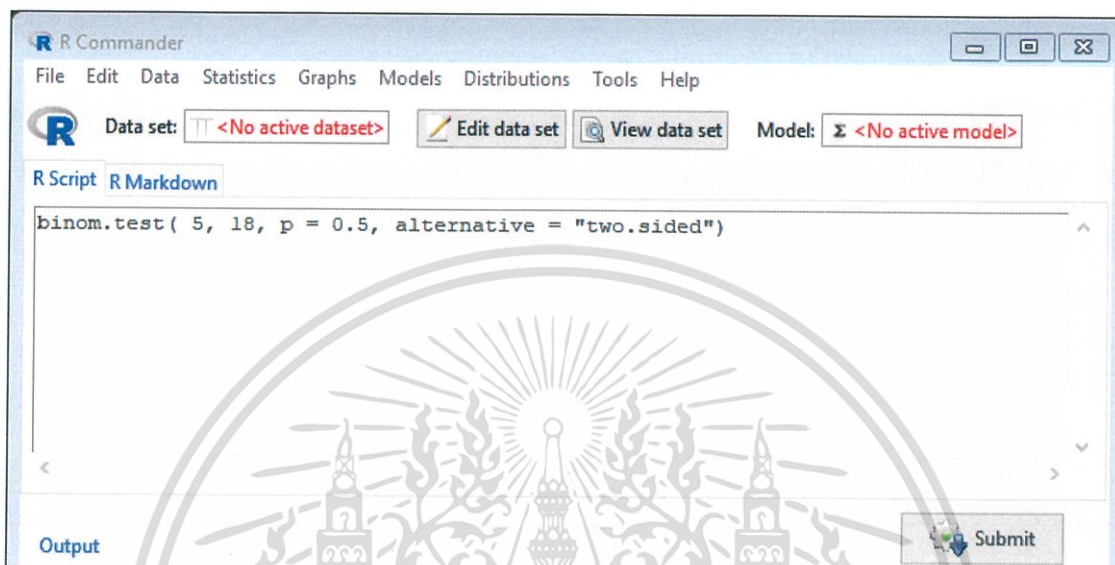 R R Commander
File Edit Data Statistics Graphs Models Distributions Tools Help
R Data set: <No active dataset> Edit data set View data set Model: Σ <No active model>
R Script R Markdown
binom.test( 5, 18, p = 0.5, alternative = "two.sided")
Output Submit